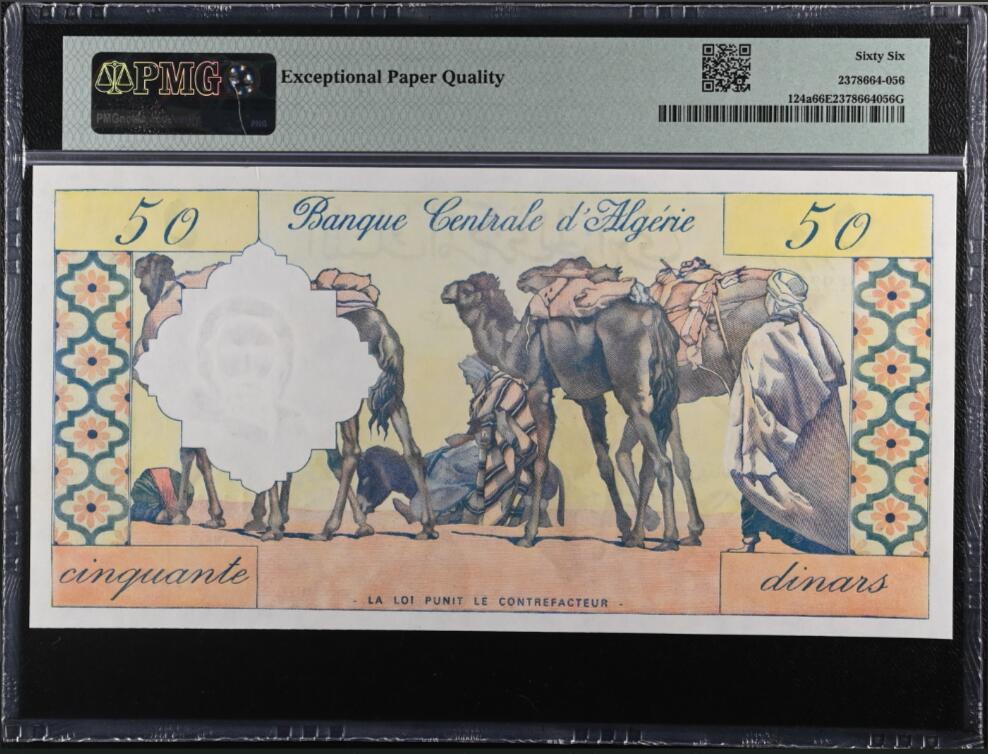 PMG
Exceptional Paper Quality
Sixty Six
2378664-056
124a66E2378664056G
50
Banque Centrale d'Algérie
50
cinquante
dinars
- LA LOI PUNIT LE CONTREFACTEUR -